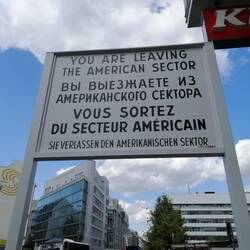 YOU ARE LEAVING
THE AMERICAN SECTOR
ВЫ ВЫЕЗЖАЕТЕ ИЗ
АМЕРИКАНСКОГО СЕКТОРА
VOUS SORTEZ
DU SECTEUR AMÉRICAIN
SIE VERLASSEN DEN AMERIKANISCHEN SEKTOR